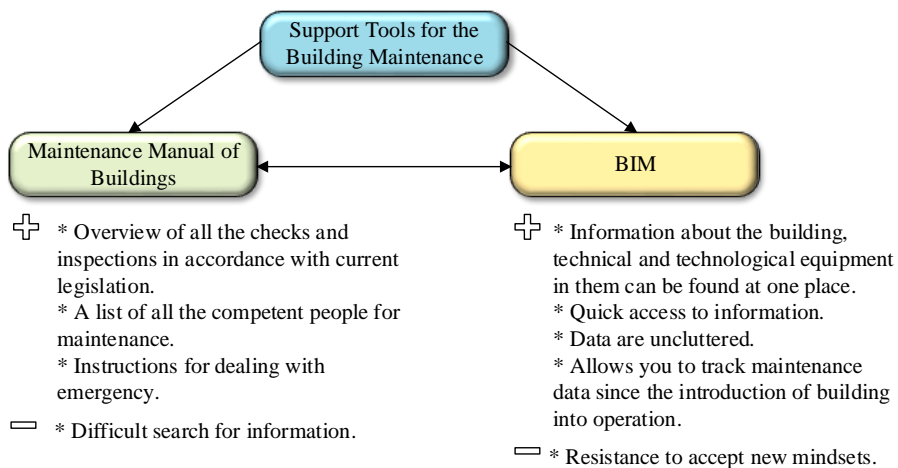 Support Tools for the
Building Maintenance
Maintenance Manual of
Buildings
BIM
* Overview of all the checks and
inspections in accordance with current
legislation.
* A list of all the competent people for
maintenance.
* Instructions for dealing with
emergency.
* Difficult search for information.
* Information about the building,
technical and technological equipment
in them can be found at one place.
* Quick access to information.
* Data are uncluttered.
* Allows you to track maintenance
data since the introduction of building
into operation.
* Resistance to accept new mindsets.